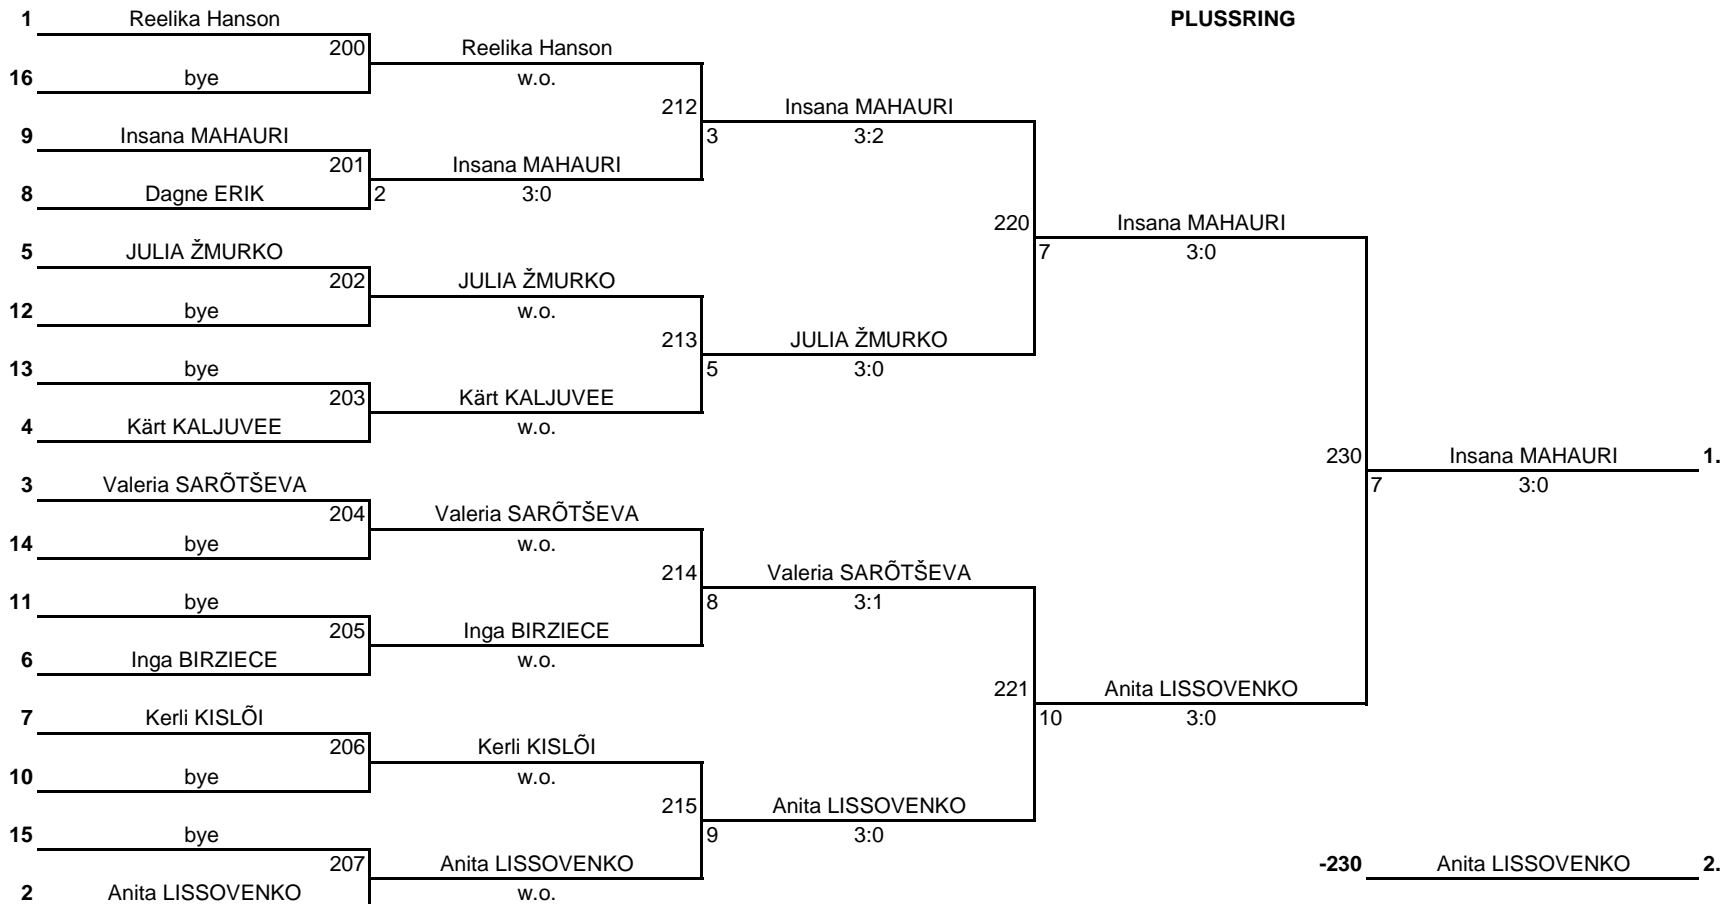 1 Reelika Hanson PLUSSRING
200 Reelika Hanson
16 bye w.o.
212 Insana MAHAURI
9 Insana MAHAURI 3 3:2
201 Insana MAHAURI
8 Dagne ERIK 2 3:0
220 Insana MAHAURI
5 JULIA ŽMURKO 7 3:0
202 JULIA ŽMURKO
12 bye w.o.
213 JULIA ŽMURKO
13 bye 5 3:0
203 Kärt KALJUVEE
4 Kärt KALJUVEE w.o.
230 Insana MAHAURI 1.
3 Valeria SARÕTŠEVA 7 3:0
204 Valeria SARÕTŠEVA
14 bye w.o.
214 Valeria SARÕTŠEVA
11 bye 8 3:1
205 Inga BIRZIECE
6 Inga BIRZIECE w.o.
221 Anita LISSOVENKO
7 Kerli KISLÕI 10 3:0
206 Kerli KISLÕI
10 bye w.o.
215 Anita LISSOVENKO
15 bye 9 3:0
207 Anita LISSOVENKO -230 Anita LISSOVENKO 2.
2 Anita LISSOVENKO w.o.